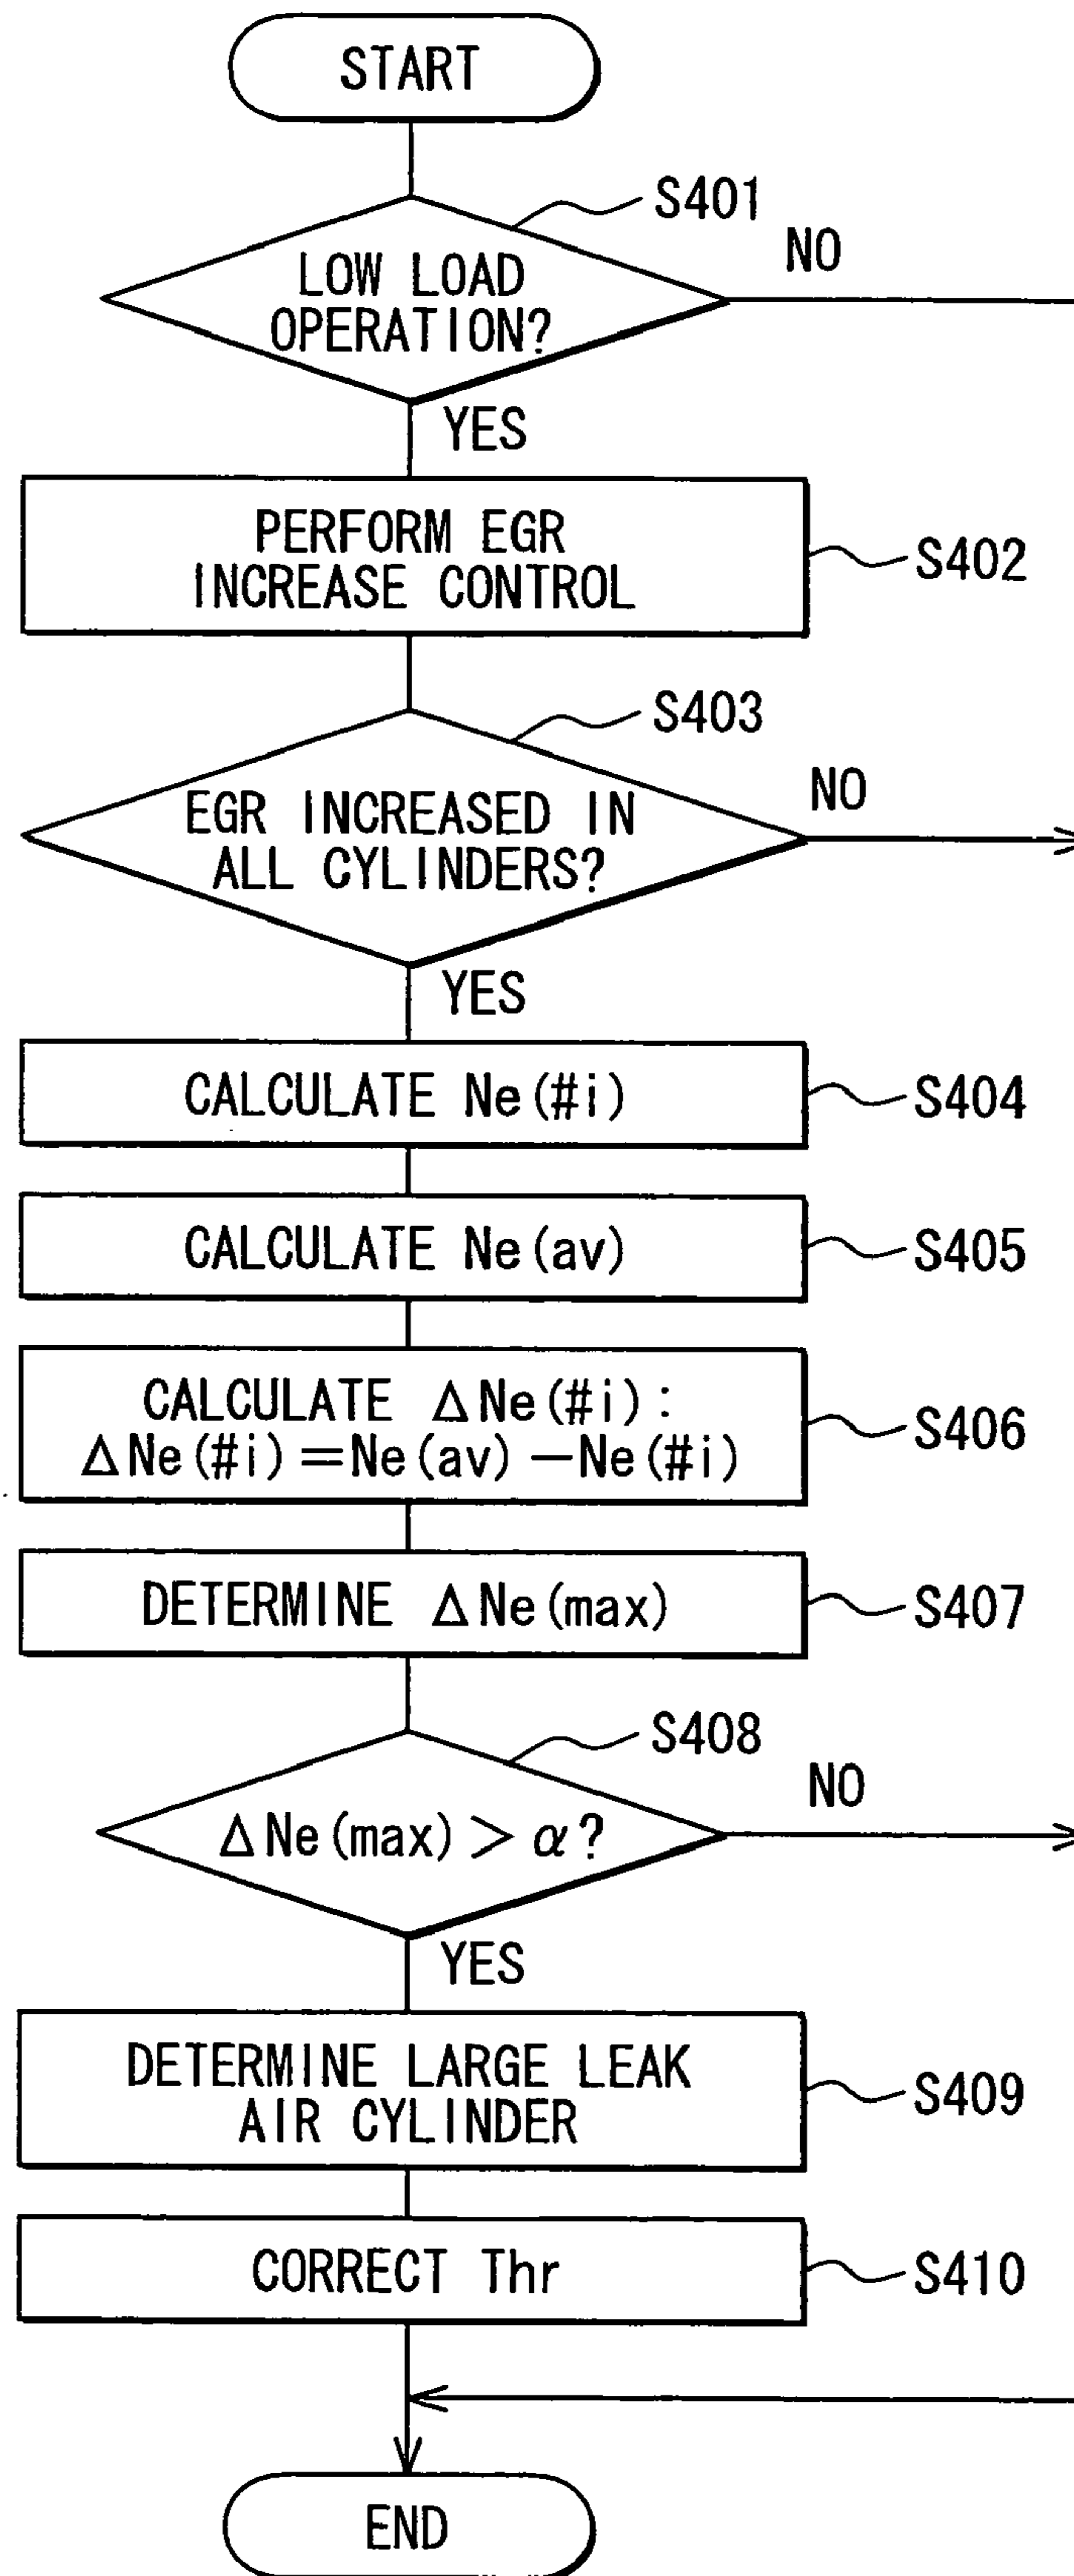 START
S401
NO
LOW LOAD
OPERATION?
YES
PERFORM EGR
INCREASE CONTROL
S402
S403
NO
EGR INCREASED IN
ALL CYLINDERS?
YES
CALCULATE Ne(#i)
S404
CALCULATE Ne(av)
S405
CALCULATE ΔNe(#i):
ΔNe(#i)=Ne(av)-Ne(#i)
S406
DETERMINE ΔNe(max)
S407
S408
NO
ΔNe(max)>α?
YES
DETERMINE LARGE LEAK
AIR CYLINDER
S409
CORRECT Thr
S410
END